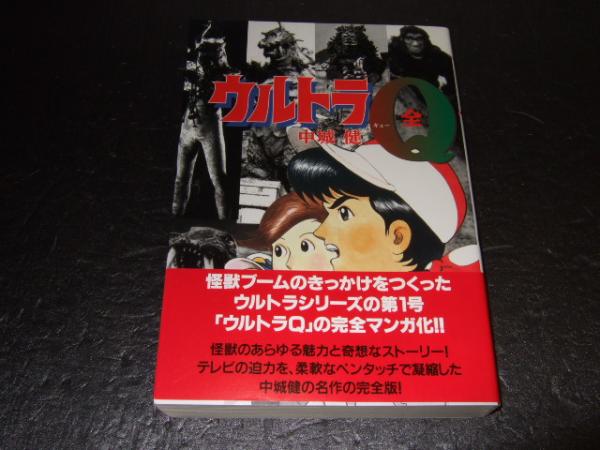 ウルトラQ
キュー
全
中城 健
怪獣ブームのきっかけをつくった
ウルトラシリーズの第1号
「ウルトラQ」の完全マンガ化!!
怪獣のあらゆる魅力と奇想なストーリー!
テレビの迫力を、柔軟なペンタッチで凝縮した
中城健の名作の完全版!